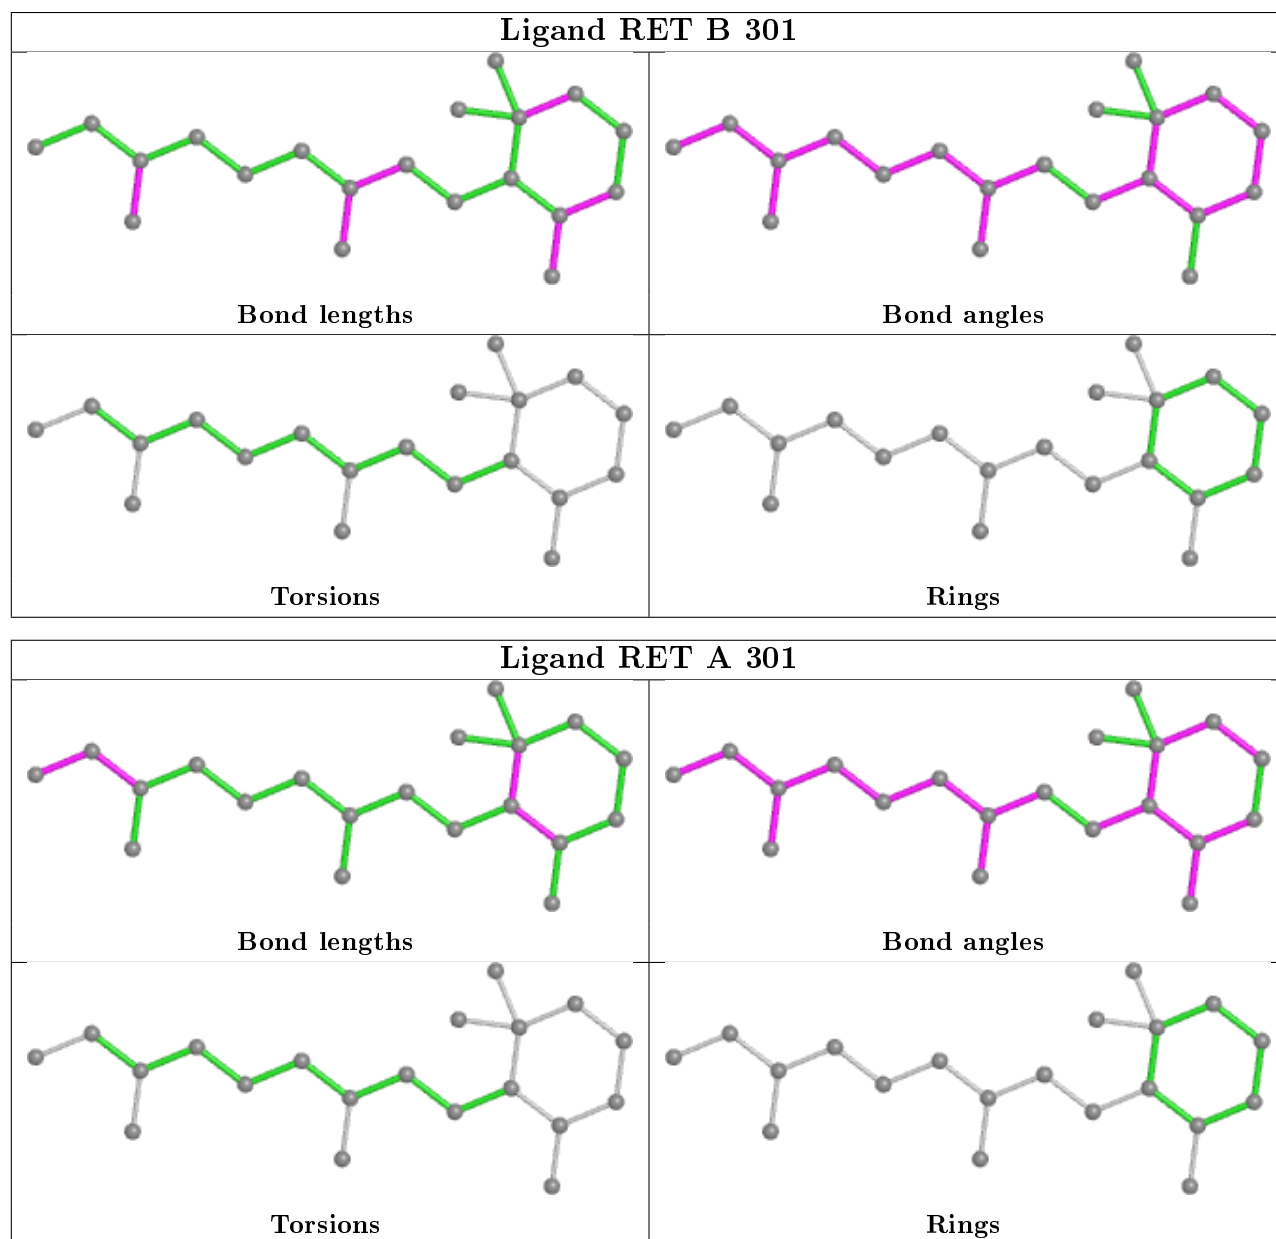 Ligand RET B 301
Bond lengths
Bond angles
Torsions
Rings
Ligand RET A 301
Bond lengths
Bond angles
Torsions
Rings